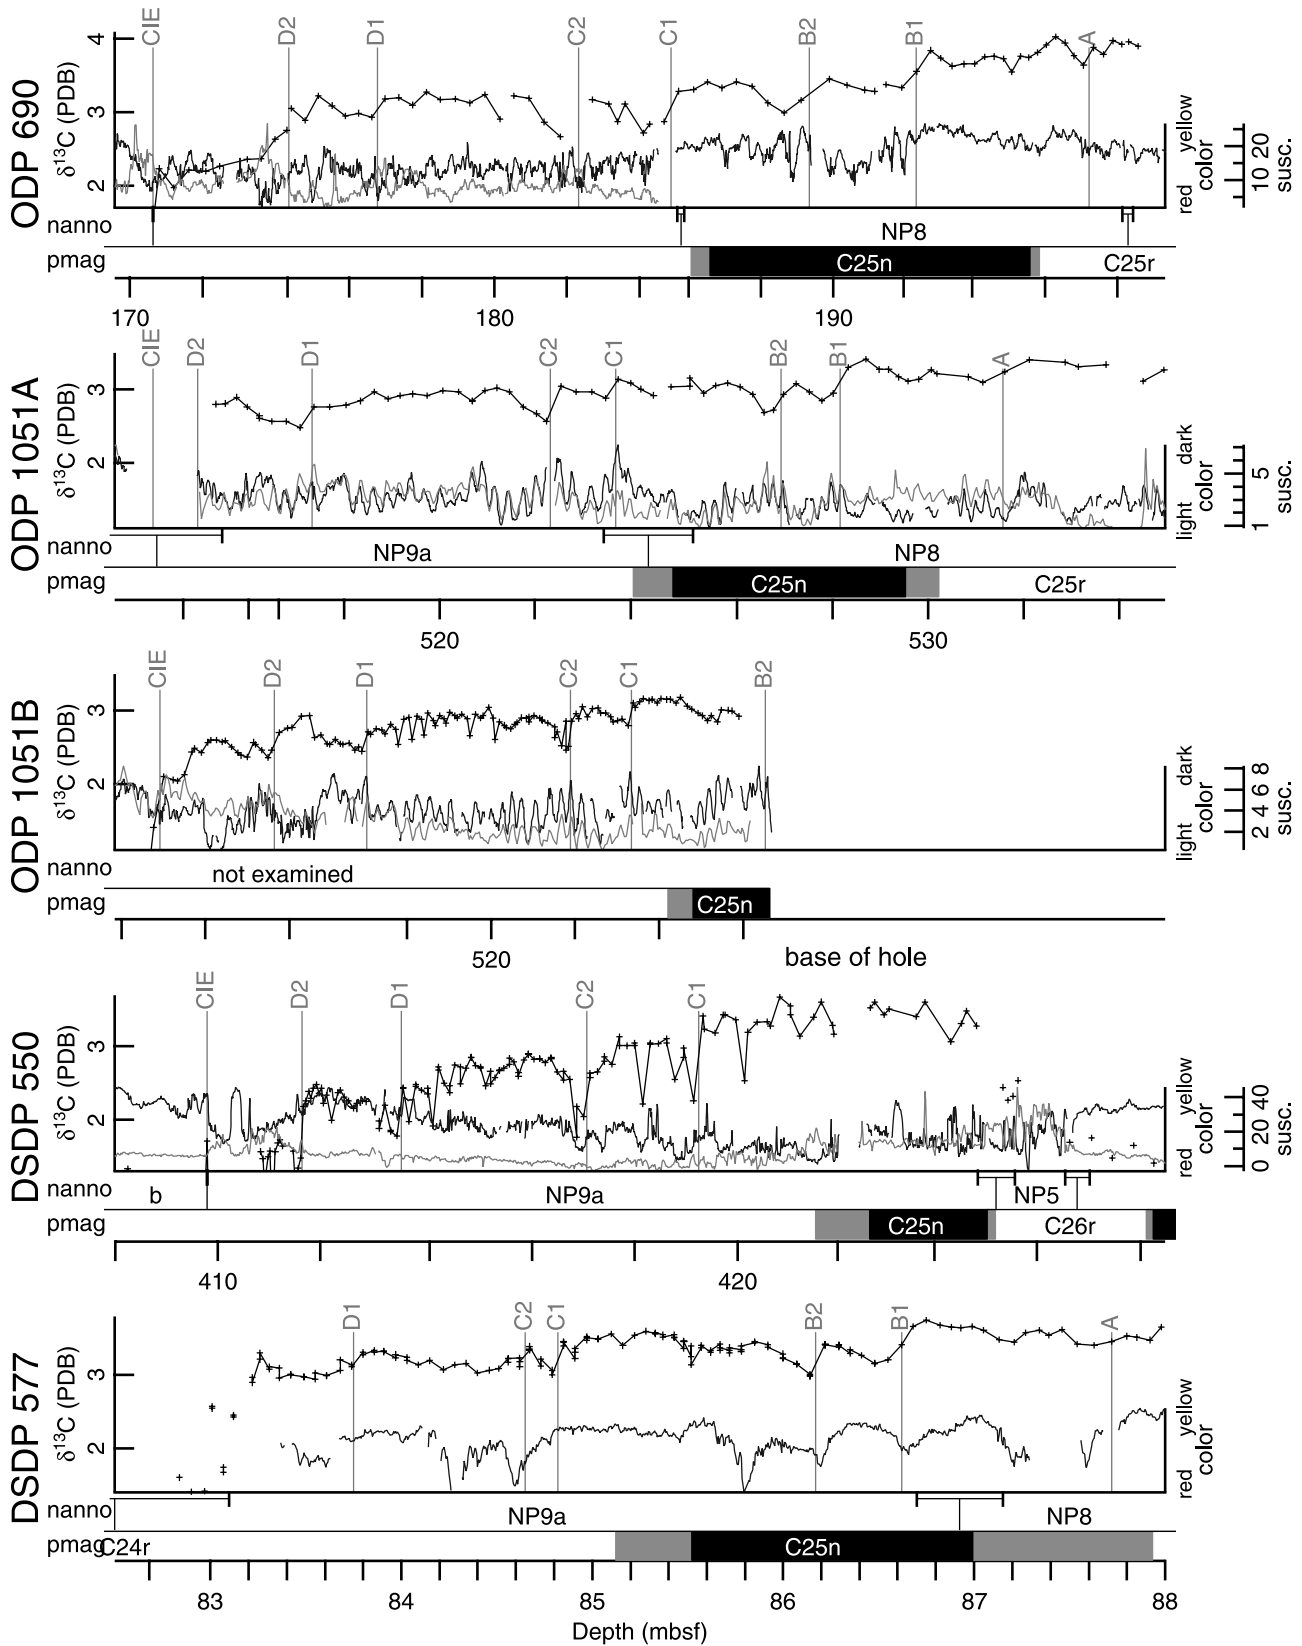 ODP 690
δ13C (PDB)
4
3
2
CIE D2 D1 C2 C1 B2 B1 A
red yellow
color
10 20
susc.
nanno NP8
pmag C25n C25r
170 180 190
ODP 1051A
δ13C (PDB)
3
2
CIE D2 D1 C2 C1 B2 B1 A
light dark
color
1 5
susc.
nanno NP9a NP8
pmag C25n C25r
520 530
ODP 1051B
δ13C (PDB)
3
2
CIE D2 D1 C2 C1 B2
light dark
color
2 4 6 8
susc.
nanno not examined
pmag C25n
520 base of hole
DSDP 550
δ13C (PDB)
3
2
CIE D2 D1 C2 C1
red yellow
color
0 20 40
susc.
nanno b NP9a NP5
pmag C25n C26r
410 420
DSDP 577
δ13C (PDB)
3
2
D1 C2 C1 B2 B1 A
red yellow
color
nanno NP9a NP8
pmag C24r C25n
83 84 85 86 87 88
Depth (mbsf)